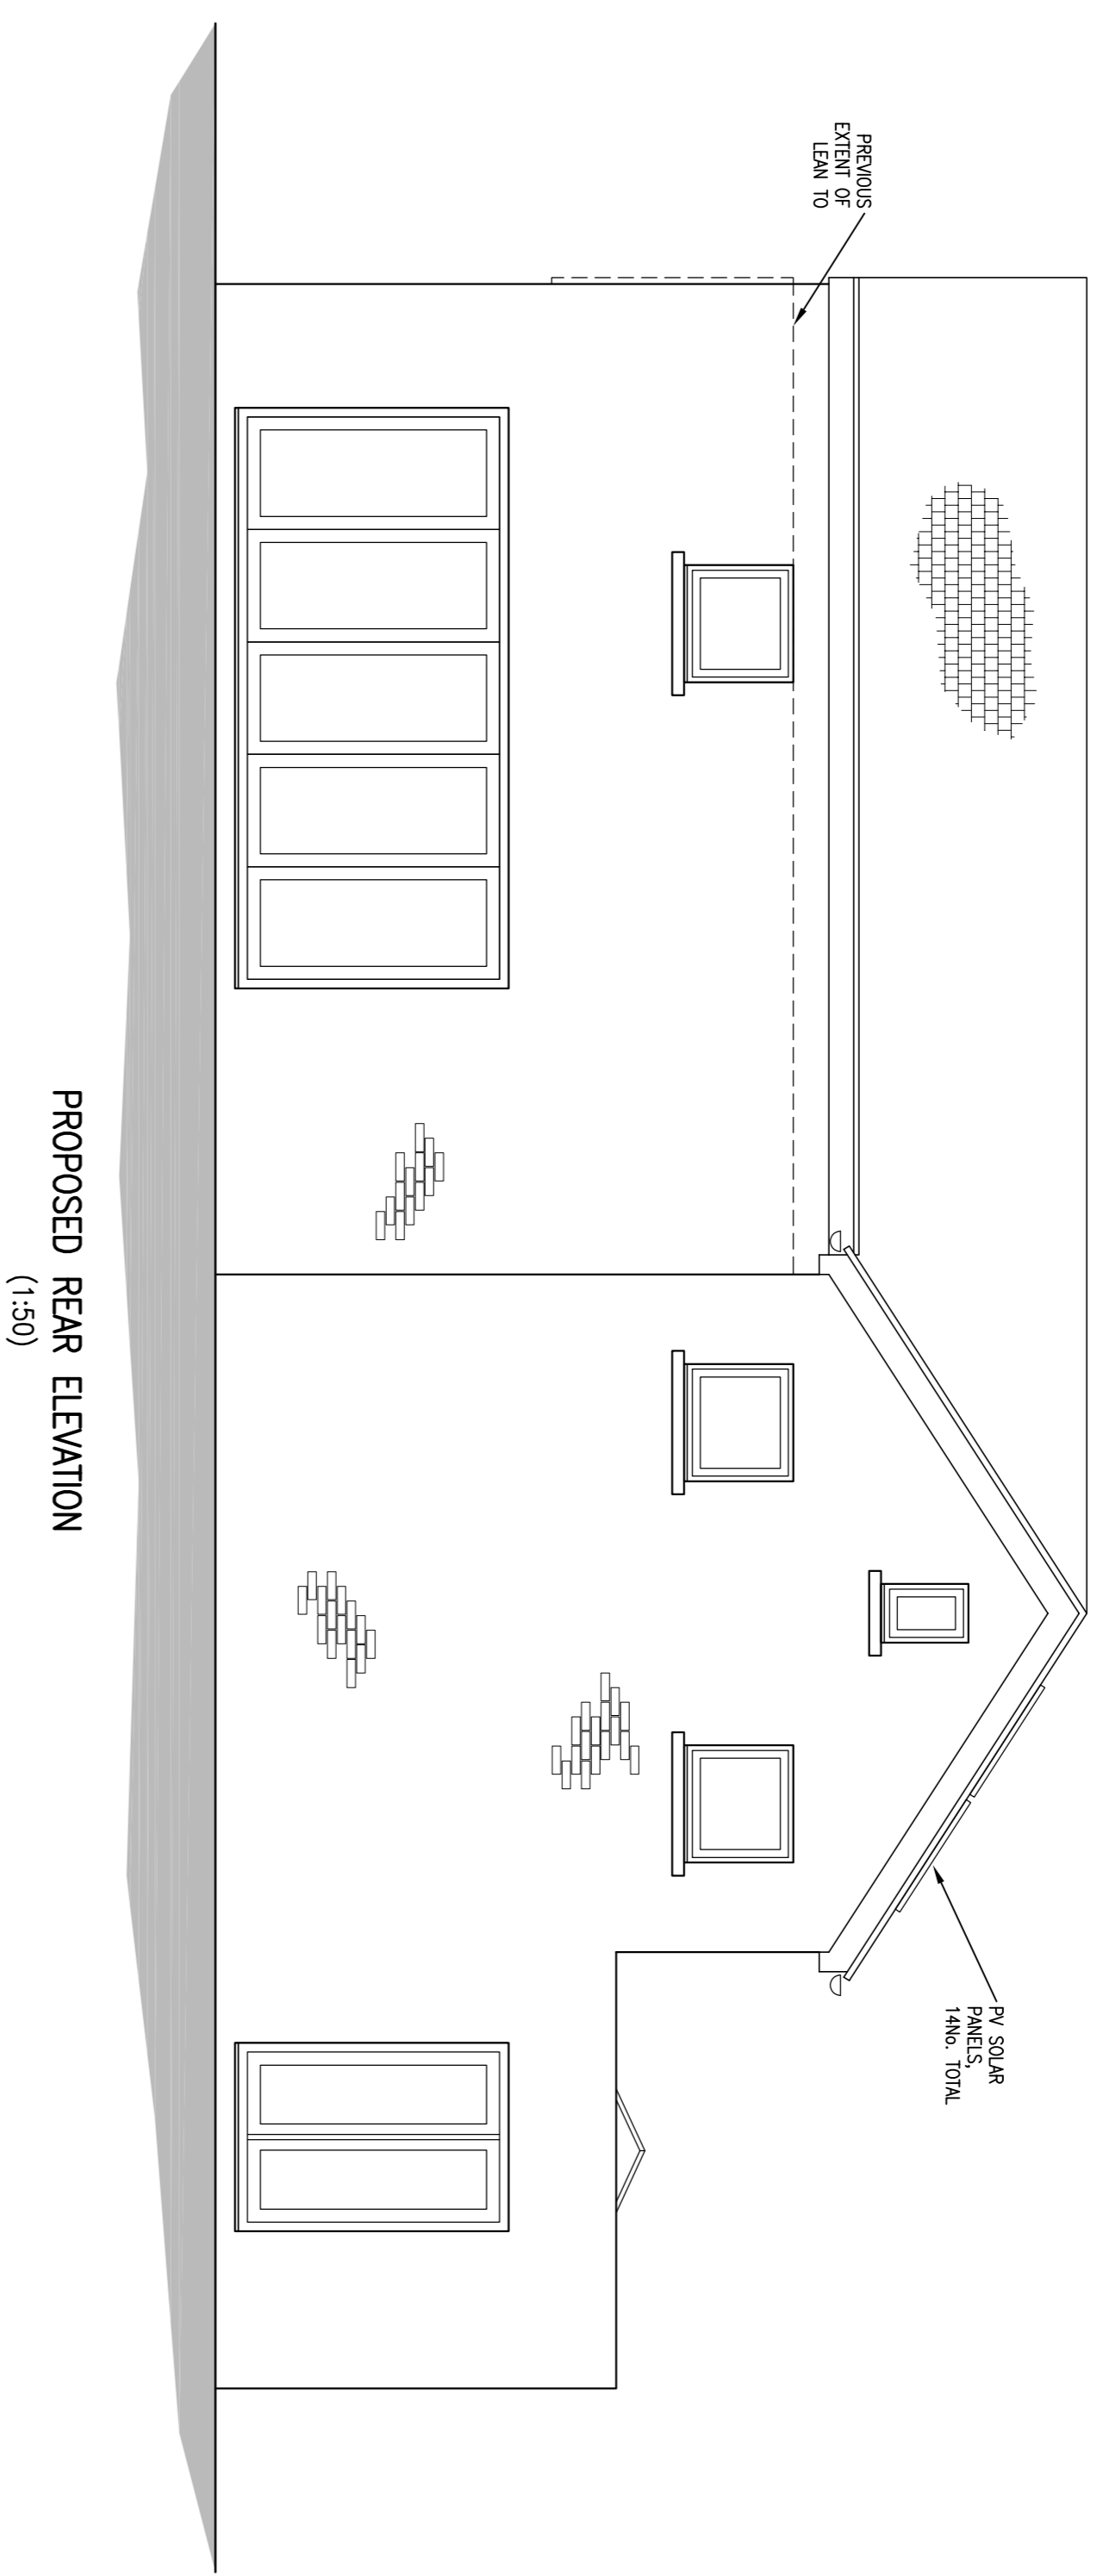 PREVIOUS
EXTENT OF
LEAN TO
PV SOLAR
PANELS,
14No. TOTAL
PROPOSED REAR ELEVATION
(1:50)